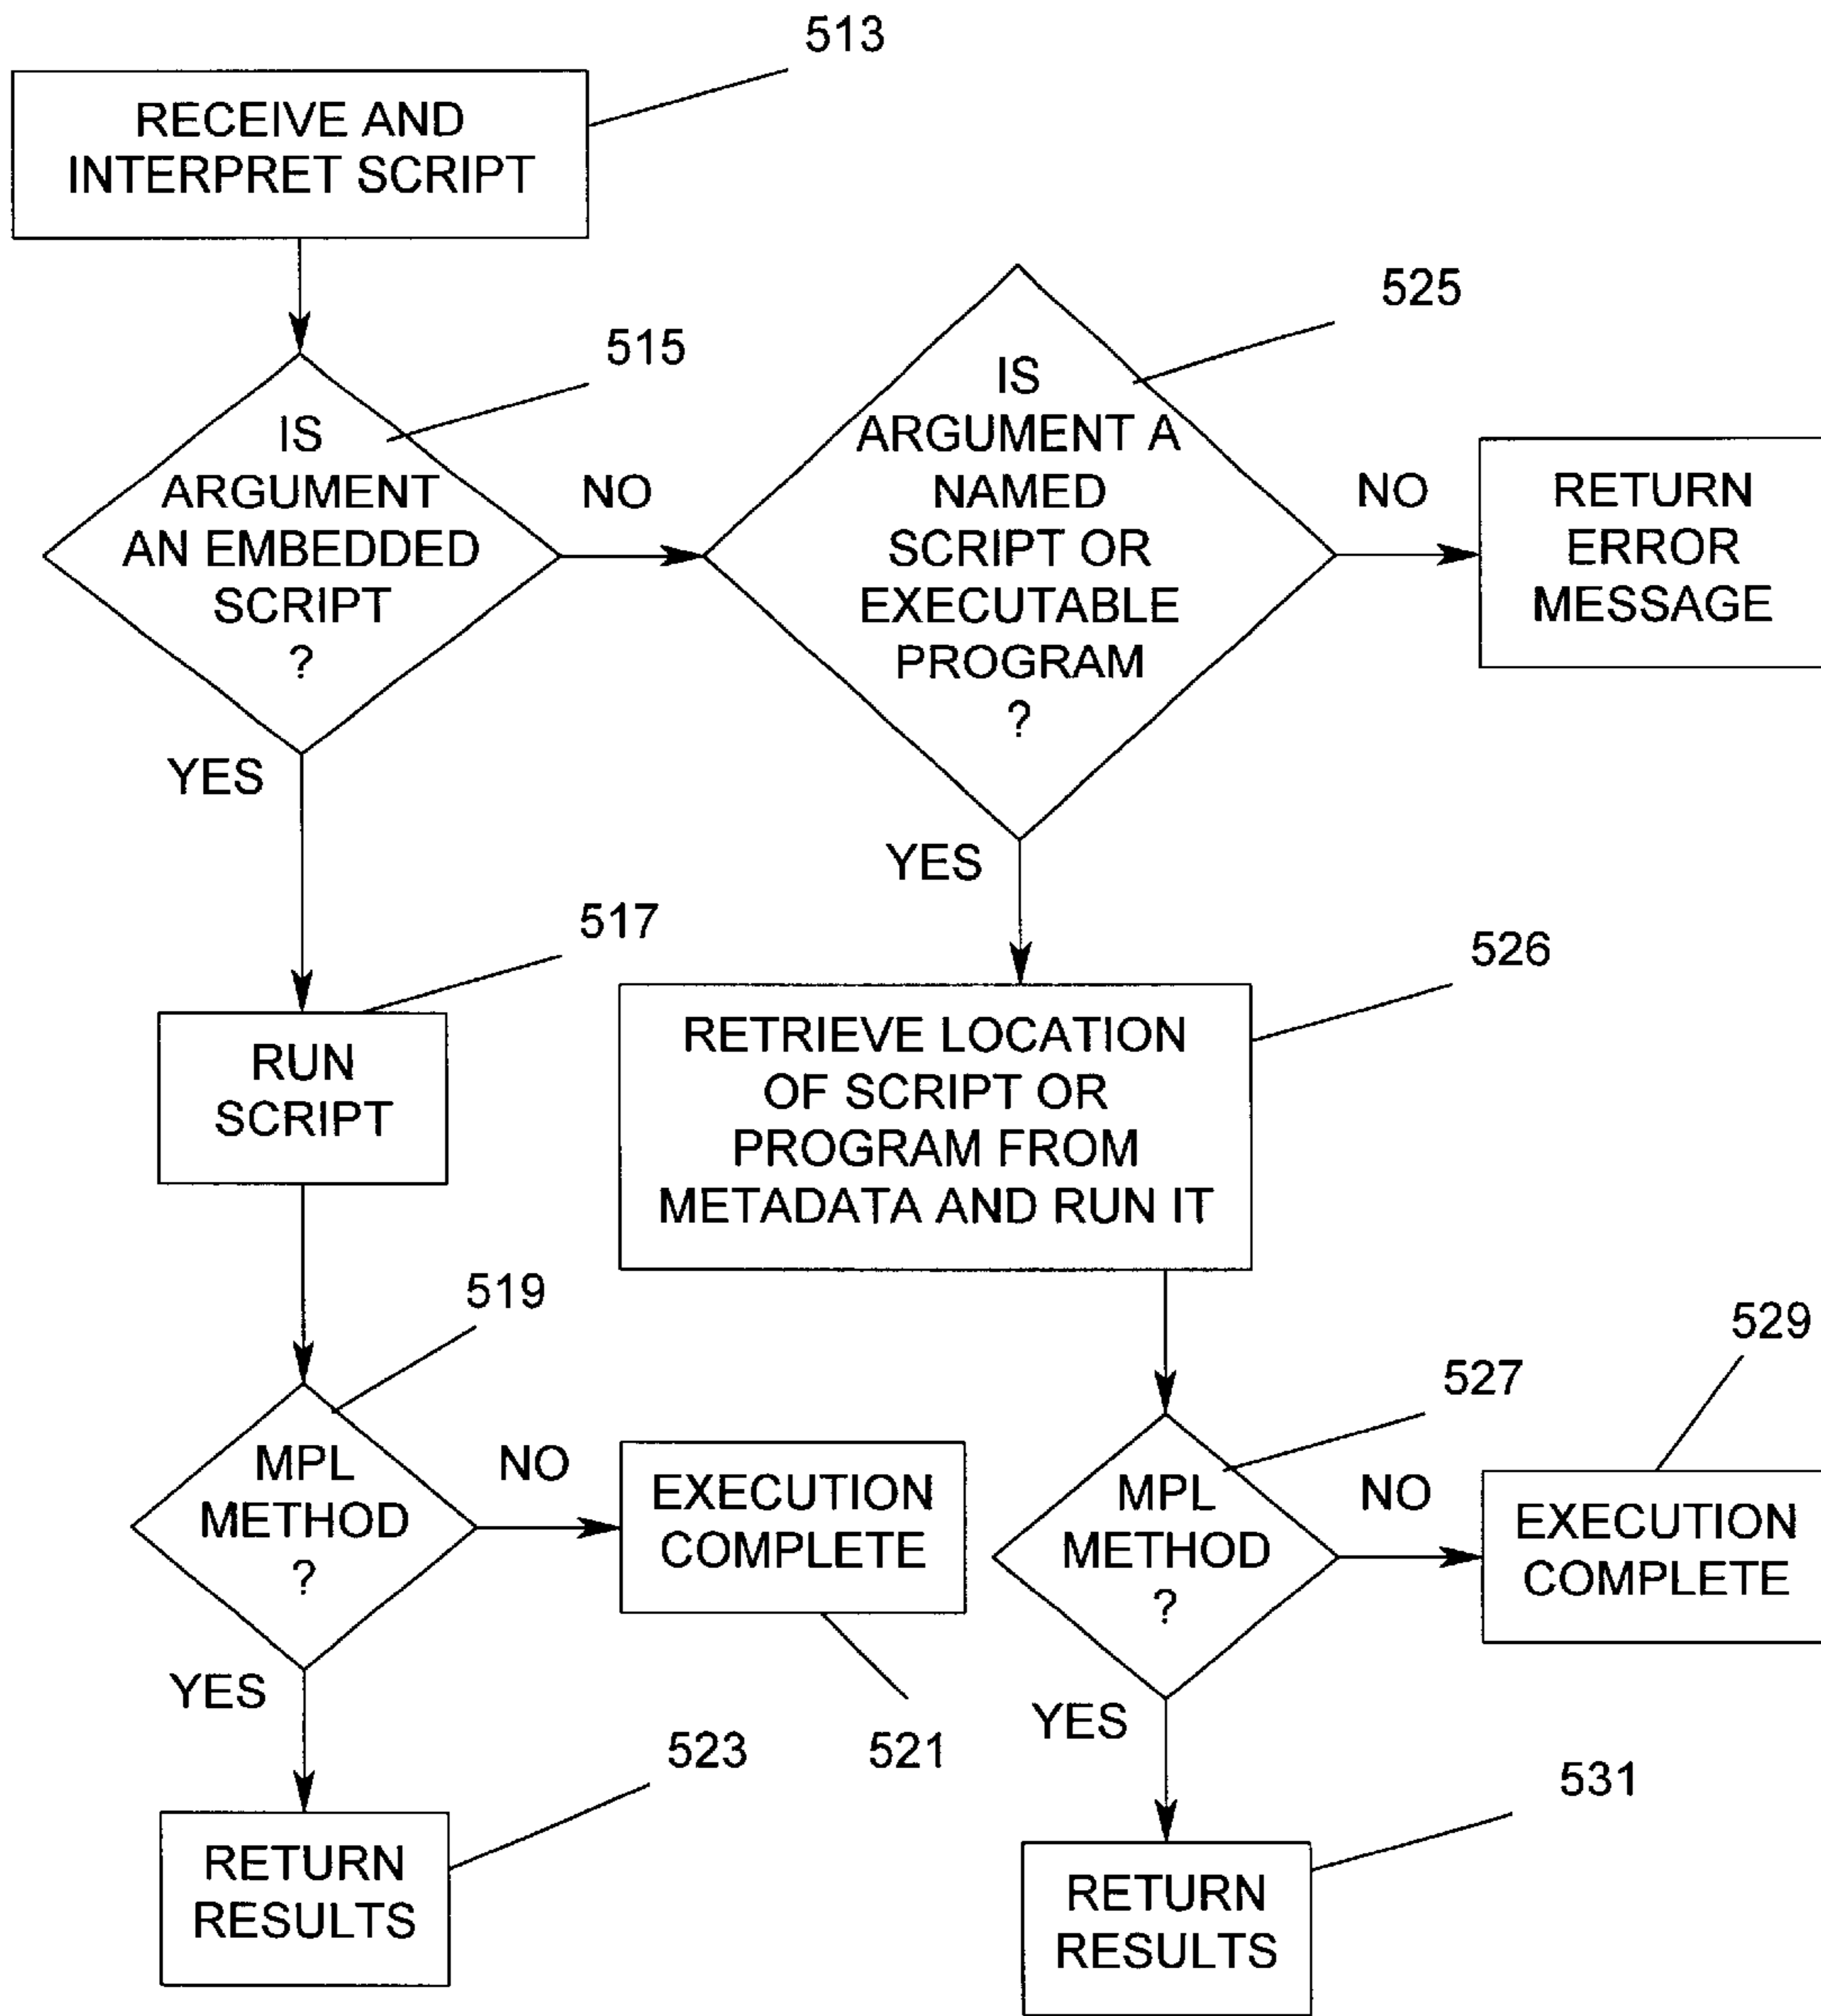 513
RECEIVE AND
INTERPRET SCRIPT
515
IS
ARGUMENT
AN EMBEDDED
SCRIPT
?
NO
YES
525
IS
ARGUMENT A
NAMED
SCRIPT OR
EXECUTABLE
PROGRAM
?
NO
RETURN
ERROR
MESSAGE
YES
517
RUN
SCRIPT
526
RETRIEVE LOCATION
OF SCRIPT OR
PROGRAM FROM
METADATA AND RUN IT
519
MPL
METHOD
?
NO
EXECUTION
COMPLETE
521
YES
523
RETURN
RESULTS
527
MPL
METHOD
?
NO
529
EXECUTION
COMPLETE
YES
531
RETURN
RESULTS